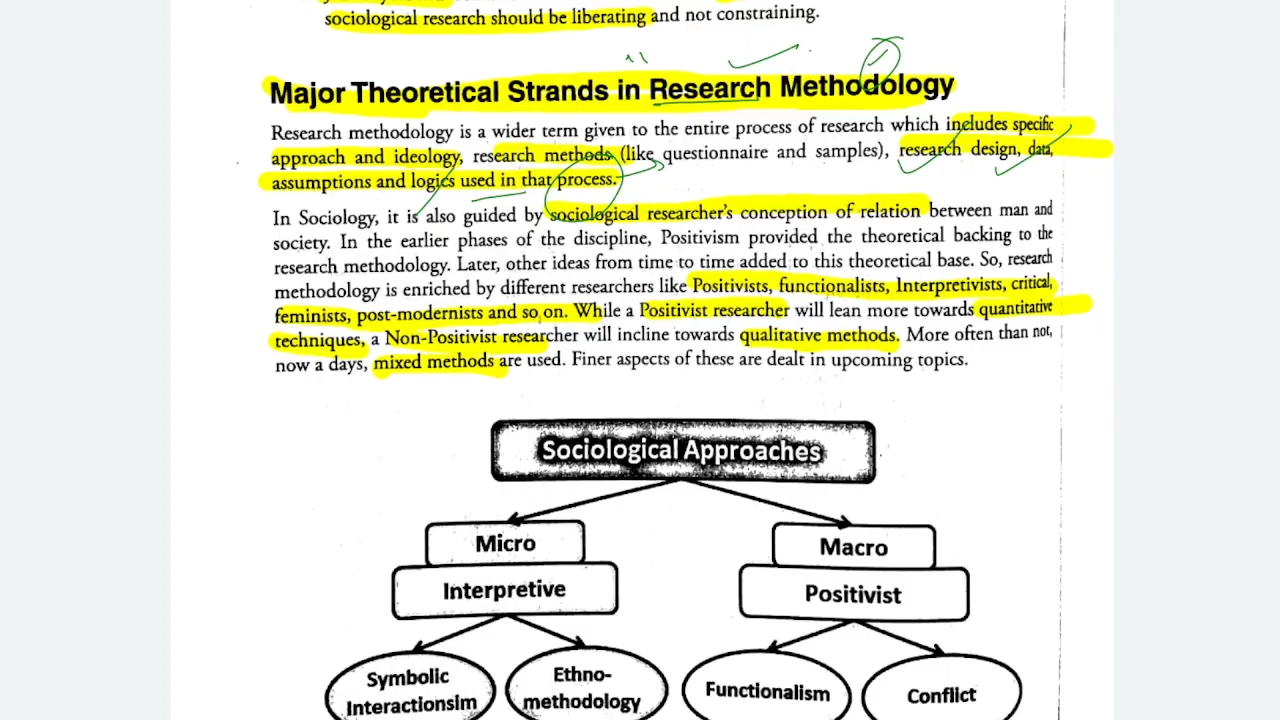 sociological research should be liberating and not constraining.
Major Theoretical Strands in Research Methodology
Research methodology is a wider term given to the entire process of research which includes specific
approach and ideology, research methods (like questionnaire and samples), research design, data,
assumptions and logics used in that process.
In Sociology, it is also guided by sociological researcher's conception of relation between man and
society. In the earlier phases of the discipline, Positivism provided the theoretical backing to the
research methodology. Later, other ideas from time to time added to this theoretical base. So, research
methodology is enriched by different researchers like Positivists, functionalists, Interpretivists, critical,
feminists, post-modernists and so on. While a Positivist researcher will lean more towards quantitative
techniques, a Non-Positivist researcher will incline towards qualitative methods. More often than not,
now a days, mixed methods are used. Finer aspects of these are dealt in upcoming topics.
Sociological Approaches
Micro
Macro
Interpretive
Positivist
Symbolic
Interactionsim
Ethno-
methodology
Functionalism
Conflict